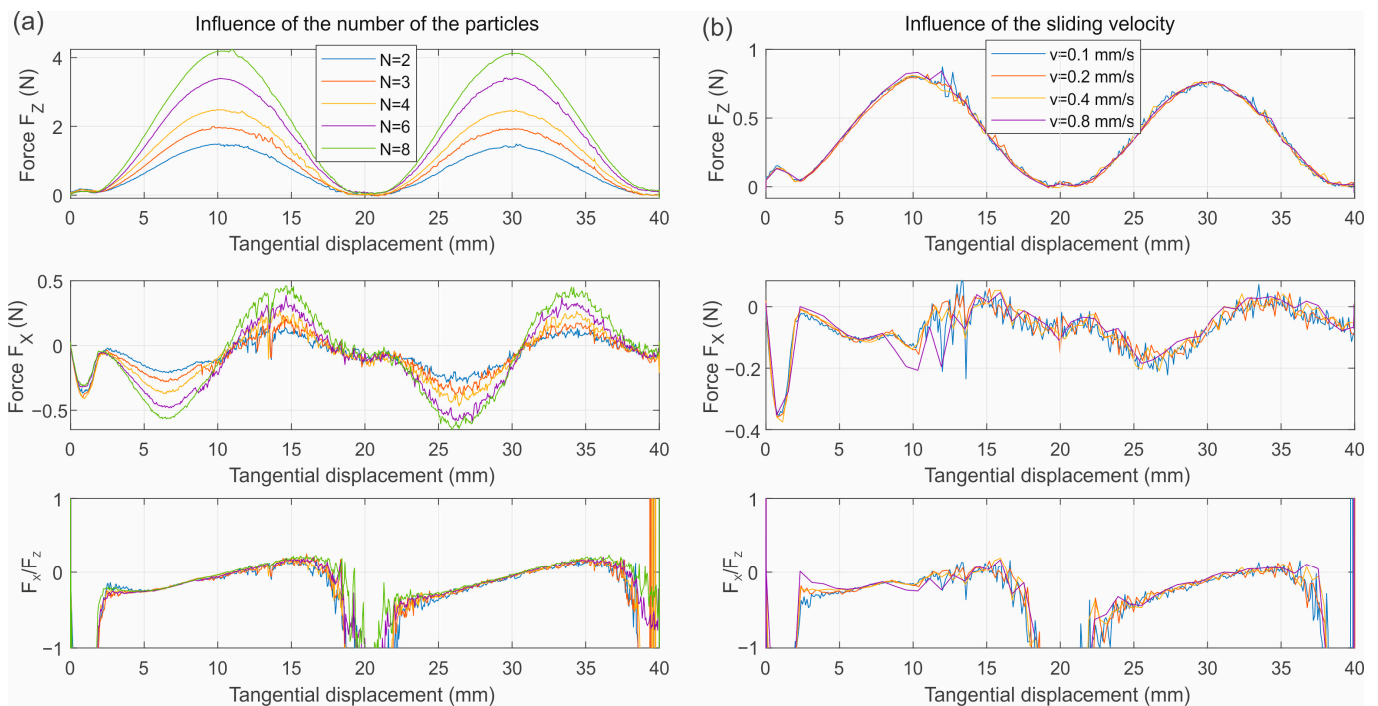 (a)
Influence of the number of the particles
Force F_Z (N)
4
2
0
N=2
N=3
N=4
N=6
N=8
0 5 10 15 20 25 30 35 40
Tangential displacement (mm)
Force F_X (N)
0.5
0
−0.5
0 5 10 15 20 25 30 35 40
Tangential displacement (mm)
F_X/F_Z
1
0
−1
0 5 10 15 20 25 30 35 40
Tangential displacement (mm)
(b)
Influence of the sliding velocity
Force F_Z (N)
1
0.5
0
v=0.1 mm/s
v=0.2 mm/s
v=0.4 mm/s
v=0.8 mm/s
0 5 10 15 20 25 30 35 40
Tangential displacement (mm)
Force F_X (N)
0
−0.2
−0.4
0 5 10 15 20 25 30 35 40
Tangential displacement (mm)
F_X/F_Z
1
0
−1
0 5 10 15 20 25 30 35 40
Tangential displacement (mm)